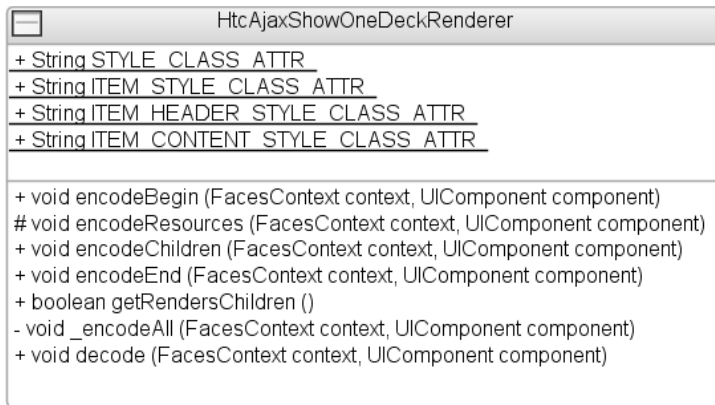 HtcAjaxShowOneDeckRenderer
+ String STYLE_CLASS_ATTR
+ String ITEM_STYLE_CLASS_ATTR
+ String ITEM_HEADER_STYLE_CLASS_ATTR
+ String ITEM_CONTENT_STYLE_CLASS_ATTR
+ void encodeBegin (FacesContext context, UIComponent component)
# void encodeResources (FacesContext context, UIComponent component)
+ void encodeChildren (FacesContext context, UIComponent component)
+ void encodeEnd (FacesContext context, UIComponent component)
+ boolean getRendersChildren ()
- void _encodeAll (FacesContext context, UIComponent component)
+ void decode (FacesContext context, UIComponent component)